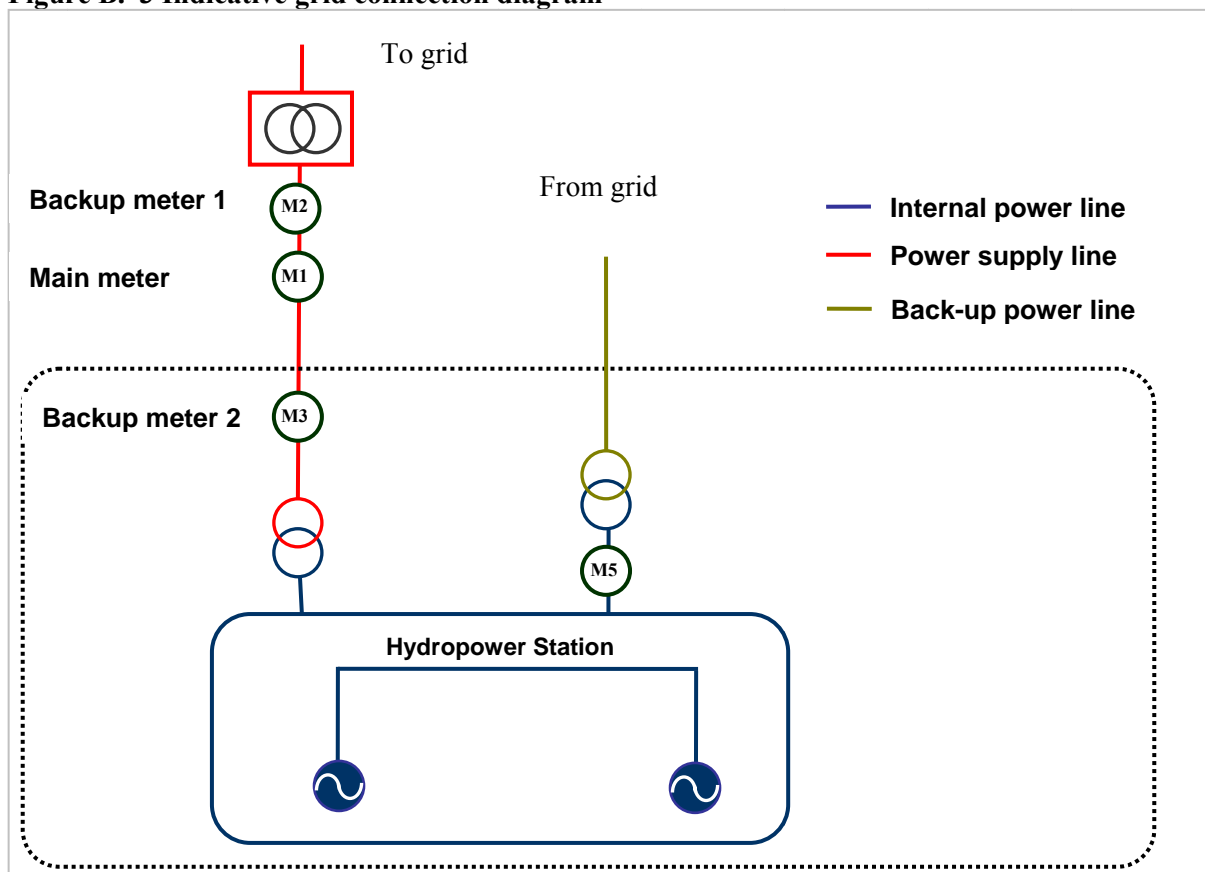 Figure B. 3 Indicative grid connection diagram
To grid
From grid
Backup meter 1
M2
Main meter
M1
Internal power line
Power supply line
Back-up power line
Backup meter 2
M3
M5
Hydropower Station